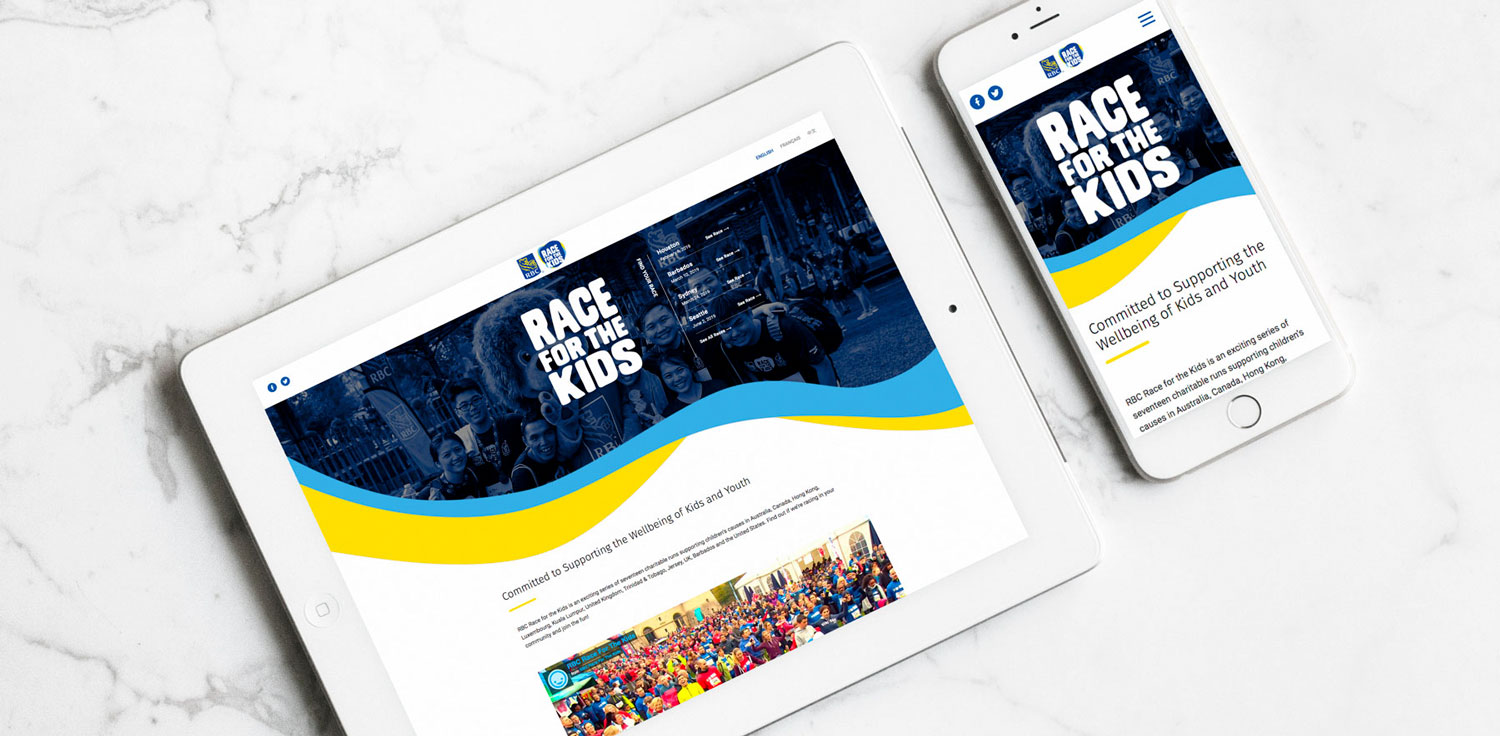 ENGLISH FRANÇAIS 中文
RBC
RACE
FOR THE
KIDS
RACE
FOR THE
KIDS
FIND YOUR RACE
Houston
See Race
Barbados
March 10, 2019
See Race
Sydney
March 24, 2019
See Race
Seattle
June 2, 2019
See Race
See All Races
RBC
RBC
RBC
RBC
Committed to Supporting the Wellbeing of Kids and Youth
RBC Race for the Kids is an exciting series of seventeen charitable runs supporting children's causes in Australia, Canada, Hong Kong,
Luxembourg, Kuala Lumpur, United Kingdom, Trinidad & Tobago, Jersey, UK, Barbados and the United States. Find out if we're racing in your
community and join the fun!
RBC Race For The Kids
RBC
RACE
FOR THE
KIDS
RACE
FOR THE
KIDS
RBC
RBC
Committed to Supporting the
Wellbeing of Kids and Youth
RBC Race for the Kids is an exciting series of
seventeen charitable runs supporting children's
causes in Australia, Canada, Hong Kong,